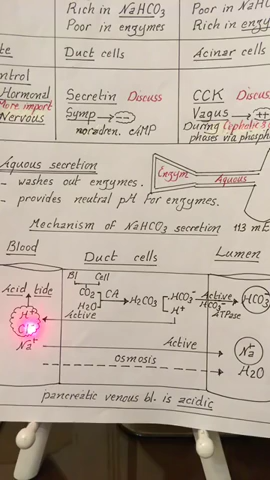 Rich in NaHCO3
Poor in enzymes
Poor in NaH
Rich in enzy
te
Duct cells
Acinar cells
ntrol
Hormonal
More import
Nervous
Secretin Discuss
Symp → --
noradren. cAMP
CCK Discus
Vagus → ++
During Cephalic &
phases via phosph
Aqueous secretion
- washes out enzymes.
- provides neutral pH for enzymes.
Enzym
Aqueous
Mechanism of NaHCO3 secretion 113 mE
Blood
Duct cells
Lumen
Acid tide
H+
Na+
Bl Cell
CO2
H2O
CA
H2CO3
HCO3-
H+
Active
Active
HCO3-
ATPase
HCO3-
Active
Na+
osmosis
H2O
pancreatic venous bl. is acidic